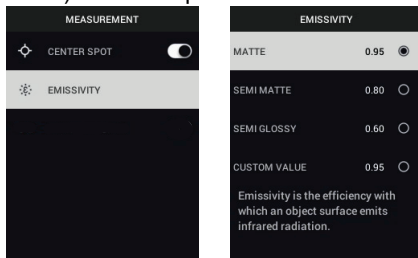 MEASUREMENT
CENTER SPOT
EMISSIVITY
EMISSIVITY
MATTE 0.95
SEMI MATTE 0.80
SEMI GLOSSY 0.60
CUSTOM VALUE 0.95
Emissivity is the efficiency with
which an object surface emits
infrared radiation.